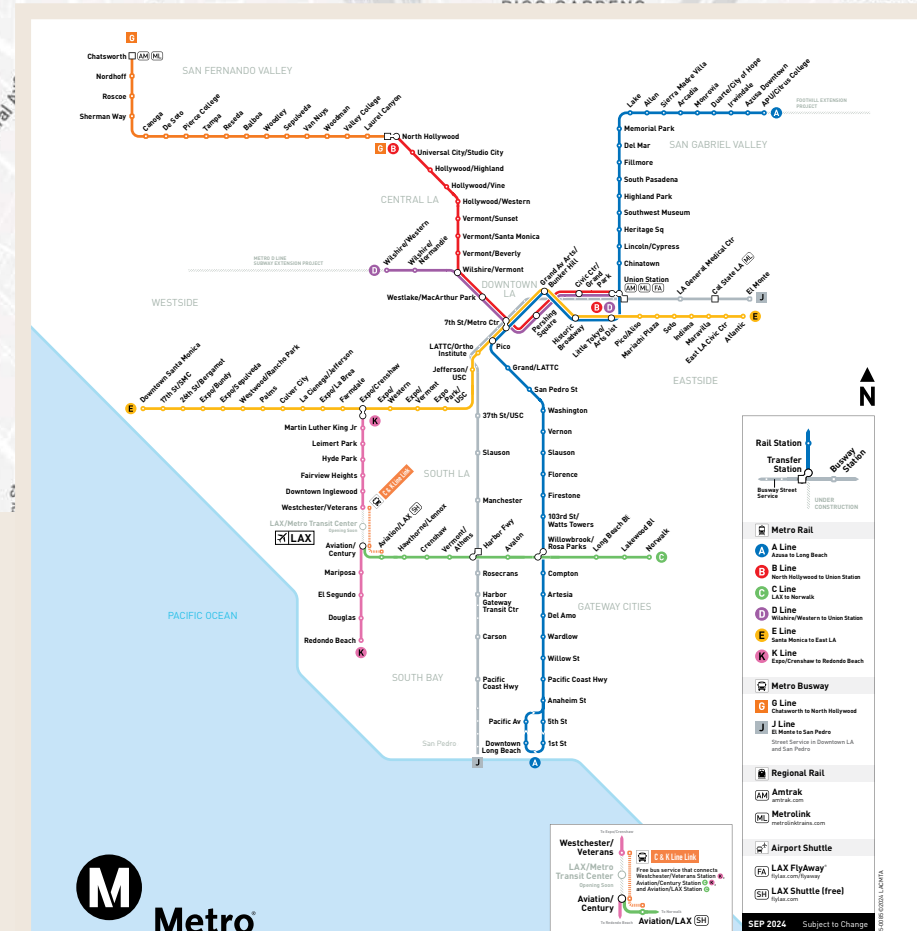 G
Chatsworth AM ML
Nordhoff
Roscoe
Sherman Way
SAN FERNANDO VALLEY
Canoga
De Soto
Pierce College
Tampa
Reseda
Balboa
Woodley
Sepulveda
Van Nuys
Woodman
Valley College
Laurel Canyon
G B
North Hollywood
Universal City/Studio City
Hollywood/Highland
Hollywood/Vine
Hollywood/Western
Vermont/Sunset
Vermont/Santa Monica
Vermont/Beverly
Wilshire/Vermont
CENTRAL LA
METRO D LINE
SUBWAY EXTENSION PROJECT
D
Wilshire/Western
Wilshire/
Normandie
WESTSIDE
Westlake/MacArthur Park
7th St/Metro Ctr
DOWNTOWN
LA
Pershing
Square
Grand Av Arts/
Bunker Hill
Civic Ctr/
Grand
Park
Historic
Broadway
Little Tokyo/
Arts Dist
B D
Lake
Allen
Sierra Madre Villa
Arcadia
Monrovia
Duarte/City of Hope
Irwindale
Azusa Downtown
APU/Citrus College
A
FOOTHILL EXTENSION
PROJECT
Memorial Park
Del Mar
Fillmore
South Pasadena
Highland Park
Southwest Museum
Heritage Sq
Lincoln/Cypress
Chinatown
Union Station
AM ML FA
SAN GABRIEL VALLEY
LA General Medical Ctr
Cal State LA ML
El Monte
J
Pico/Aliso
Mariachi Plaza
Soto
Indiana
Maravilla
East LA Civic Ctr
Atlantic
E
EASTSIDE
Pico
LATTC/Ortho
Institute
Jefferson/
USC
Grand/LATTC
San Pedro St
Washington
Vernon
Slauson
Florence
Firestone
103rd St/
Watts Towers
Willowbrook/
Rosa Parks
Compton
Artesia
Del Amo
Wardlow
Willow St
Pacific Coast Hwy
Anaheim St
5th St
1st St
Pacific Av
Downtown
Long Beach
A
E
Downtown Santa Monica
17th St/SMC
26th St/Bergamot
Expo/Bundy
Expo/Sepulveda
Westwood/Rancho Park
Palms
Culver City
La Cienega/Jefferson
Expo/La Brea
Farmdale
Expo/Crenshaw
Expo/
Western
Expo/
Vermont
Expo
Park/
USC
K
Martin Luther King Jr
Leimert Park
Hyde Park
Fairview Heights
Downtown Inglewood
Westchester/Veterans
LAX/Metro Transit Center
Opening Soon
LAX
C & K Line Link
Aviation/
Century
Mariposa
El Segundo
Douglas
Redondo Beach
K
Aviation/LAX SH
Hawthorne/Lennox
Crenshaw
Vermont/
Athens
Harbor Fwy
Avalon
Long Beach Bl
Lakewood Bl
Norwalk
C
SOUTH LA
37th St/USC
Slauson
Manchester
Rosecrans
Harbor
Gateway
Transit Ctr
Carson
Pacific
Coast Hwy
San Pedro
J
GATEWAY CITIES
SOUTH BAY
PACIFIC OCEAN
N
Rail Station
Transfer
Station
Busway
Station
Busway Street
Service
UNDER
CONSTRUCTION
Metro Rail
A A Line
Azusa to Long Beach
B B Line
North Hollywood to Union Station
C C Line
LAX to Norwalk
D D Line
Wilshire/Western to Union Station
E E Line
Santa Monica to East LA
K K Line
Expo/Crenshaw to Redondo Beach
Metro Busway
G G Line
Chatsworth to North Hollywood
J J Line
El Monte to San Pedro
Street Service in Downtown LA
and San Pedro
Regional Rail
AM Amtrak
amtrak.com
ML Metrolink
metrolinktrains.com
Airport Shuttle
FA LAX FlyAway®
flylax.com/flyaway
SH LAX Shuttle (free)
flylax.com
SEP 2024 Subject to Change
To Expo/Crenshaw
Westchester/
Veterans
LAX/Metro
Transit Center
Opening Soon
Aviation/
Century
To Redondo Beach
To Norwalk
Aviation/LAX SH
C & K Line Link
Free bus service that connects
Westchester/Veterans Station K,
Aviation/Century Station C K,
and Aviation/LAX Station C
M
Metro®